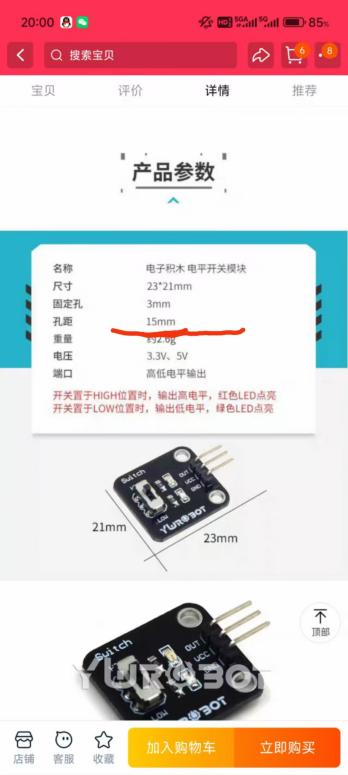 20:00
HD 5GA 5G 85%
搜索宝贝
6
8
宝贝 评价 详情 推荐
产品参数
名称 电子积木 电平开关模块
尺寸 23*21mm
固定孔 3mm
孔距 15mm
重量 约2.6g
电压 3.3V、5V
端口 高低电平输出
开关置于HIGH位置时，输出高电平，红色LED点亮
开关置于LOW位置时，输出低电平，绿色LED点亮
Switch
OUT
VCC
GND
LOW
YWROBOT
21mm
23mm
Switch
OUT
VCC
YWROBOT
顶部
店铺
客服
收藏
加入购物车
立即购买